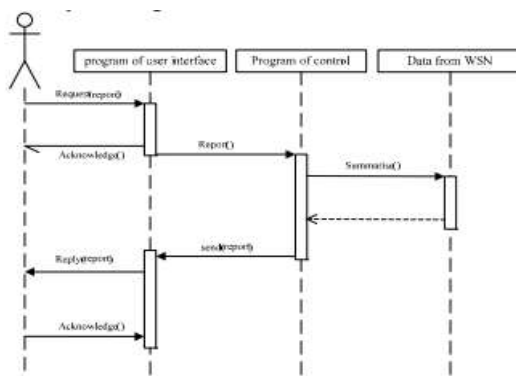 program of user interface
Program of control
Data from WSN
Request(report)
Acknowledge()
Report()
Summarise()
send(report)
Reply(report)
Acknowledge()